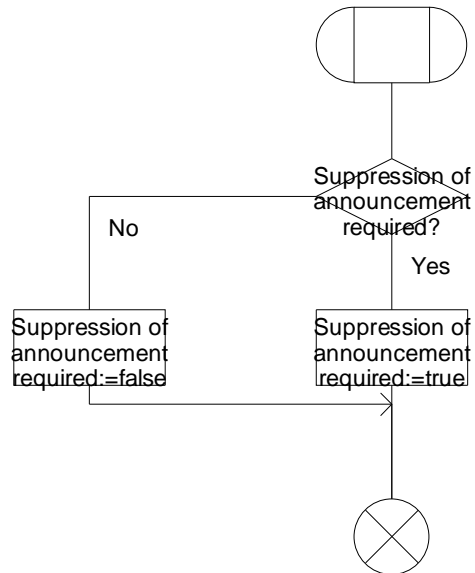 Suppression of
announcement
required?
No
Yes
Suppression of
announcement
required:=false
Suppression of
announcement
required:=true